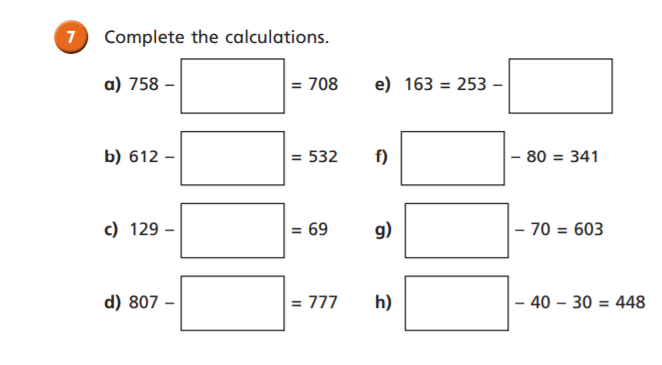 7 Complete the calculations.
a) 758 – = 708
e) 163 = 253 –
b) 612 – = 532
f) – 80 = 341
c) 129 – = 69
g) – 70 = 603
d) 807 – = 777
h) – 40 – 30 = 448